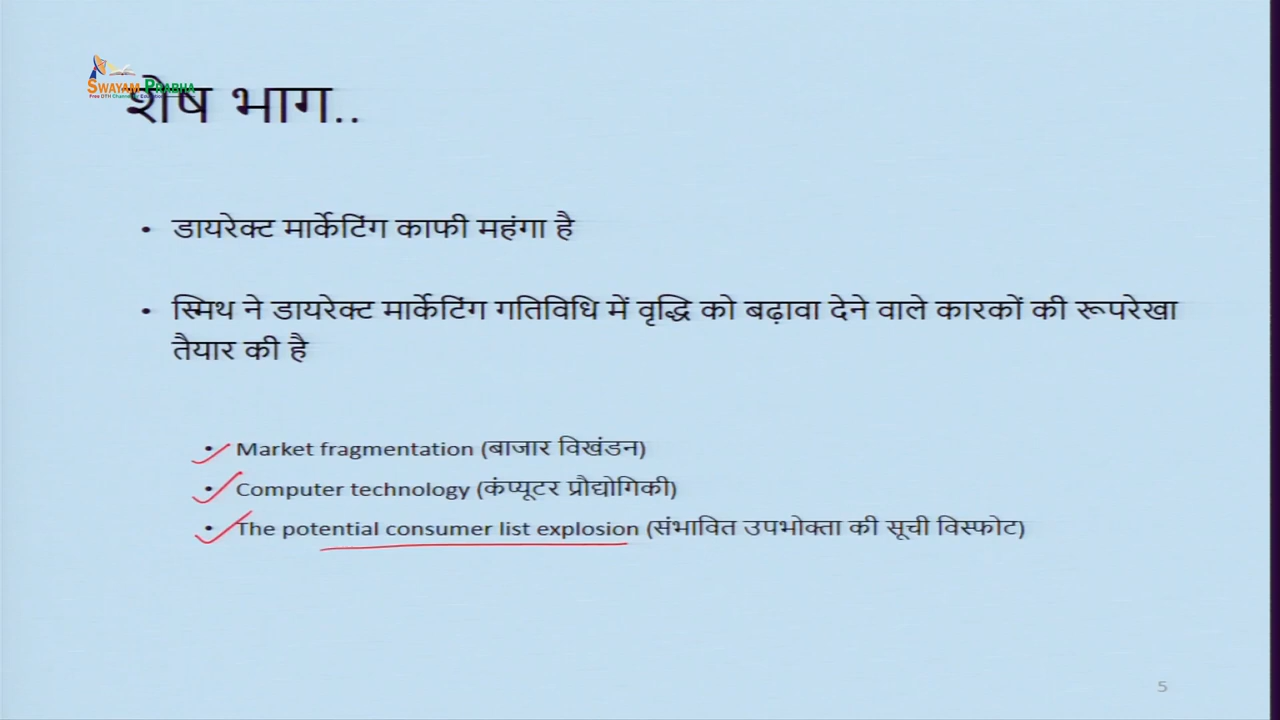 SWAYAM PRABHA
शेष भाग..
• डायरेक्ट मार्केटिंग काफी महंगा है
• स्मिथ ने डायरेक्ट मार्केटिंग गतिविधि में वृद्धि को बढ़ावा देने वाले कारकों की रूपरेखा
तैयार की है
• Market fragmentation (बाजार विखंडन)
• Computer technology (कंप्यूटर प्रौद्योगिकी)
• The potential consumer list explosion (संभावित उपभोक्ता की सूची विस्फोट)
5